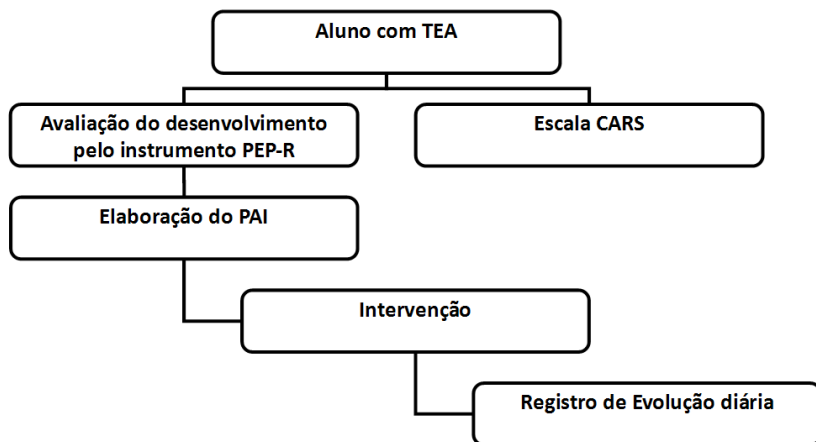 Aluno com TEA
Avaliação do desenvolvimento
pelo instrumento PEP-R
Escala CARS
Elaboração do PAI
Intervenção
Registro de Evolução diária